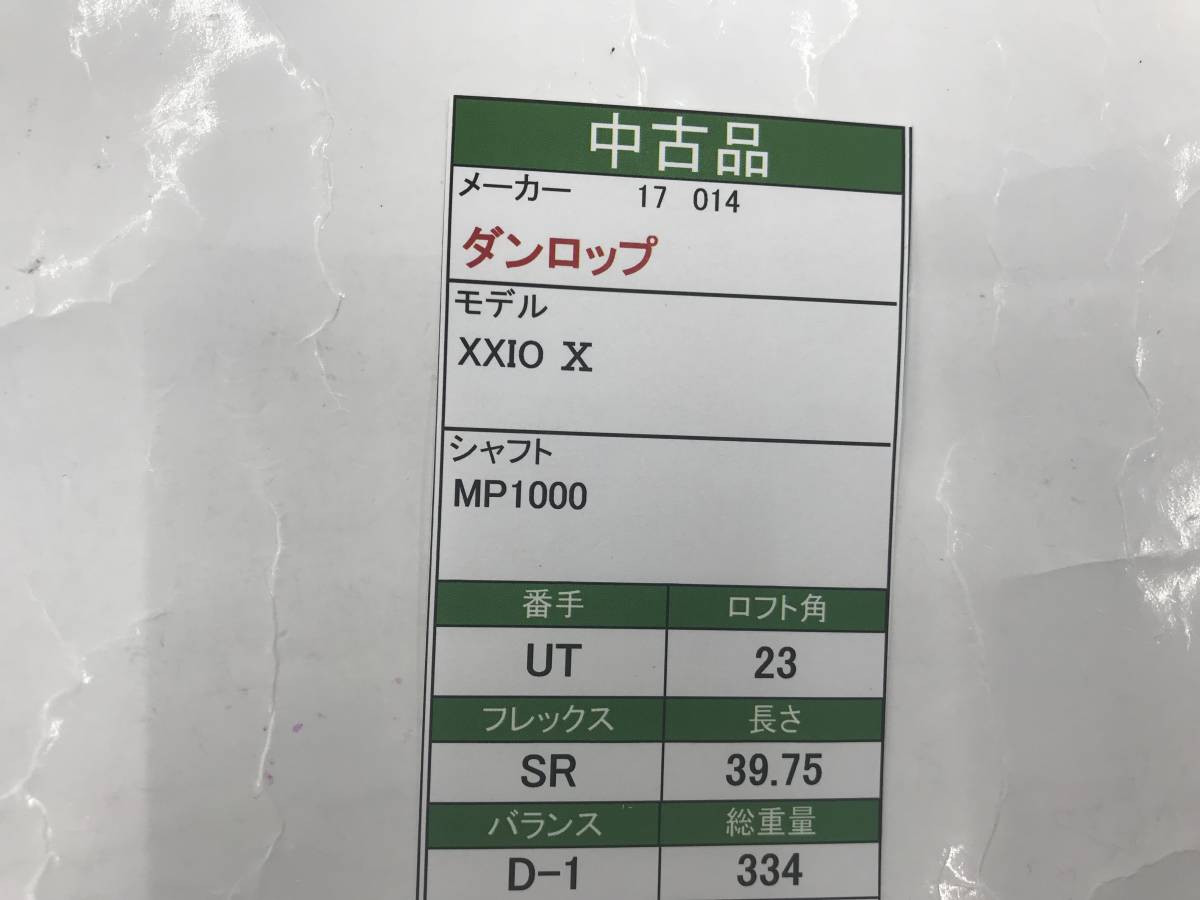 中古品
メーカー 17 014
ダンロップ
モデル
XXIO X
シャフト
MP1000
番手 ロフト角
UT 23
フレックス 長さ
SR 39.75
バランス 総重量
D-1 334